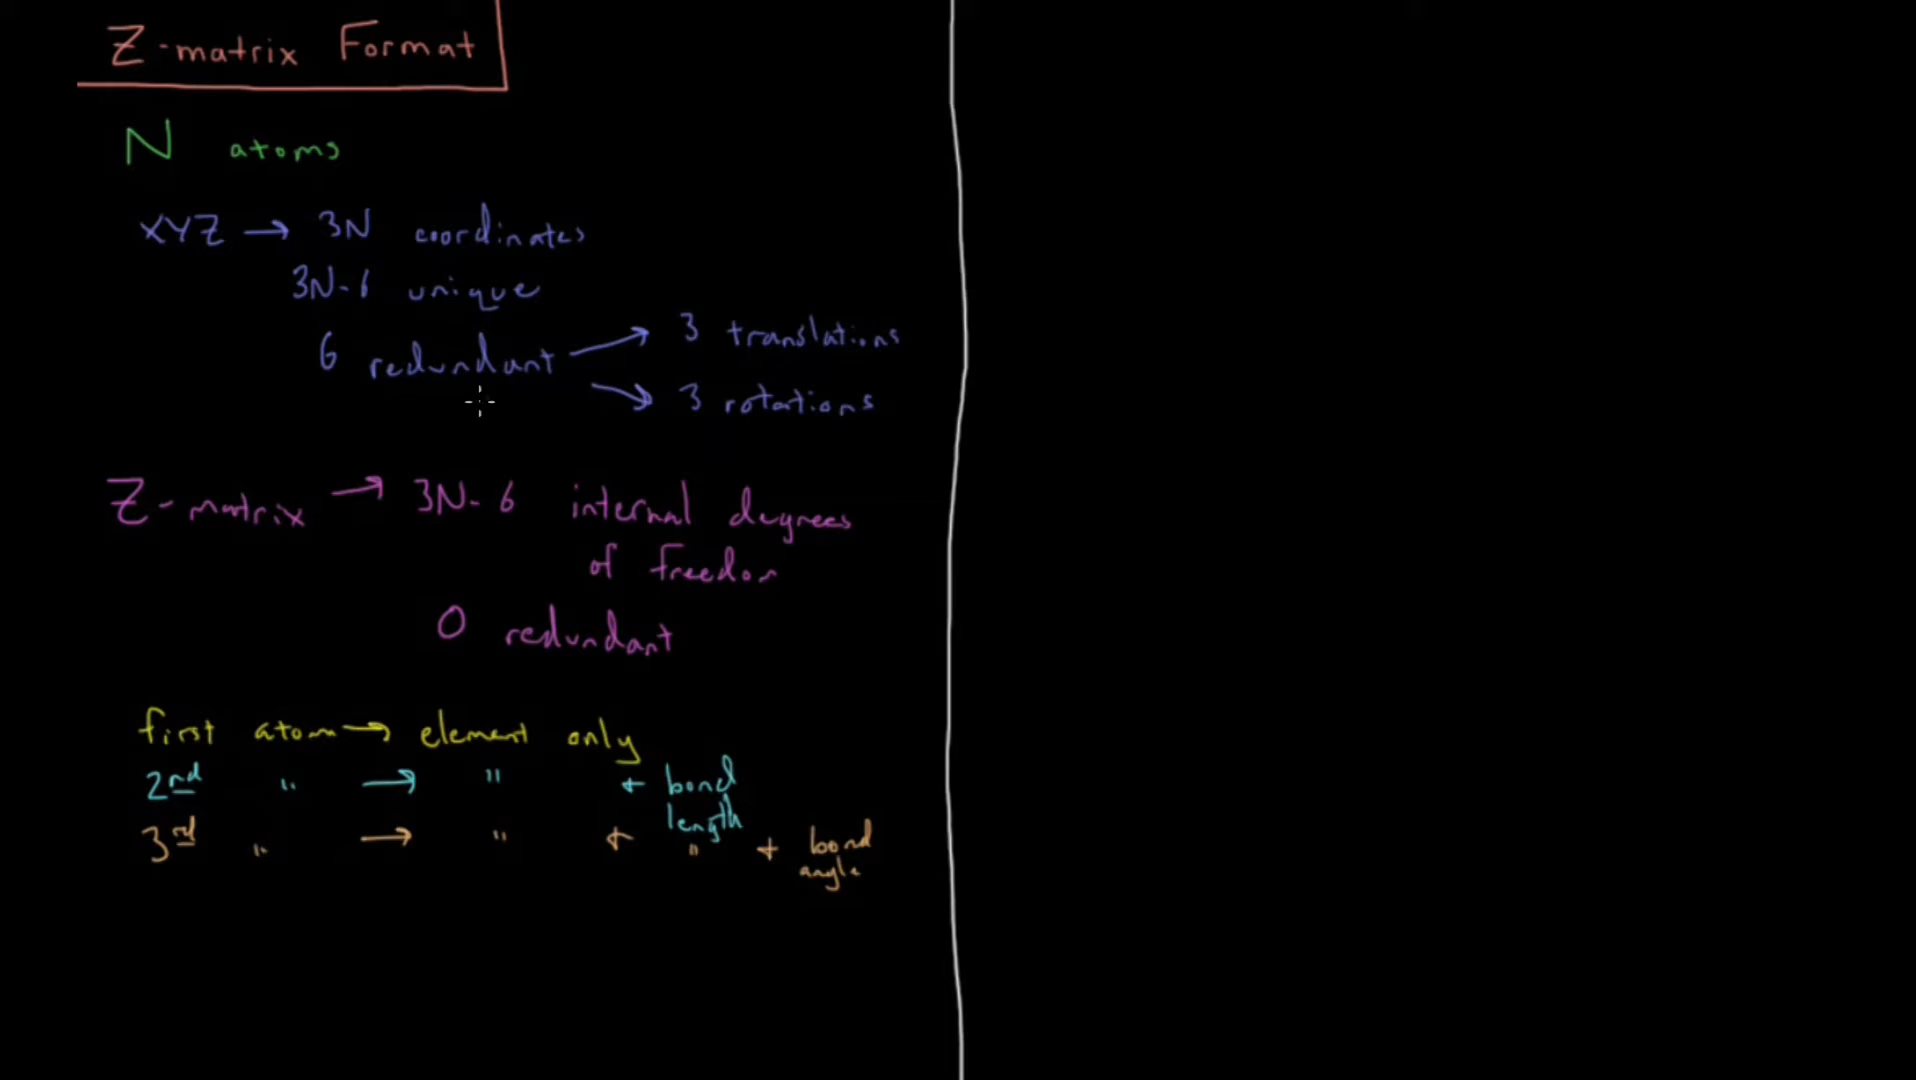 Z-matrix Format
N atoms
XYZ → 3N coordinates
3N-6 unique
6 redundant → 3 translations
→ 3 rotations
Z-matrix → 3N-6 internal degrees
of freedom
0 redundant
first atom → element only
2nd " → " + bond
length
3rd " → " + " + bond
angle